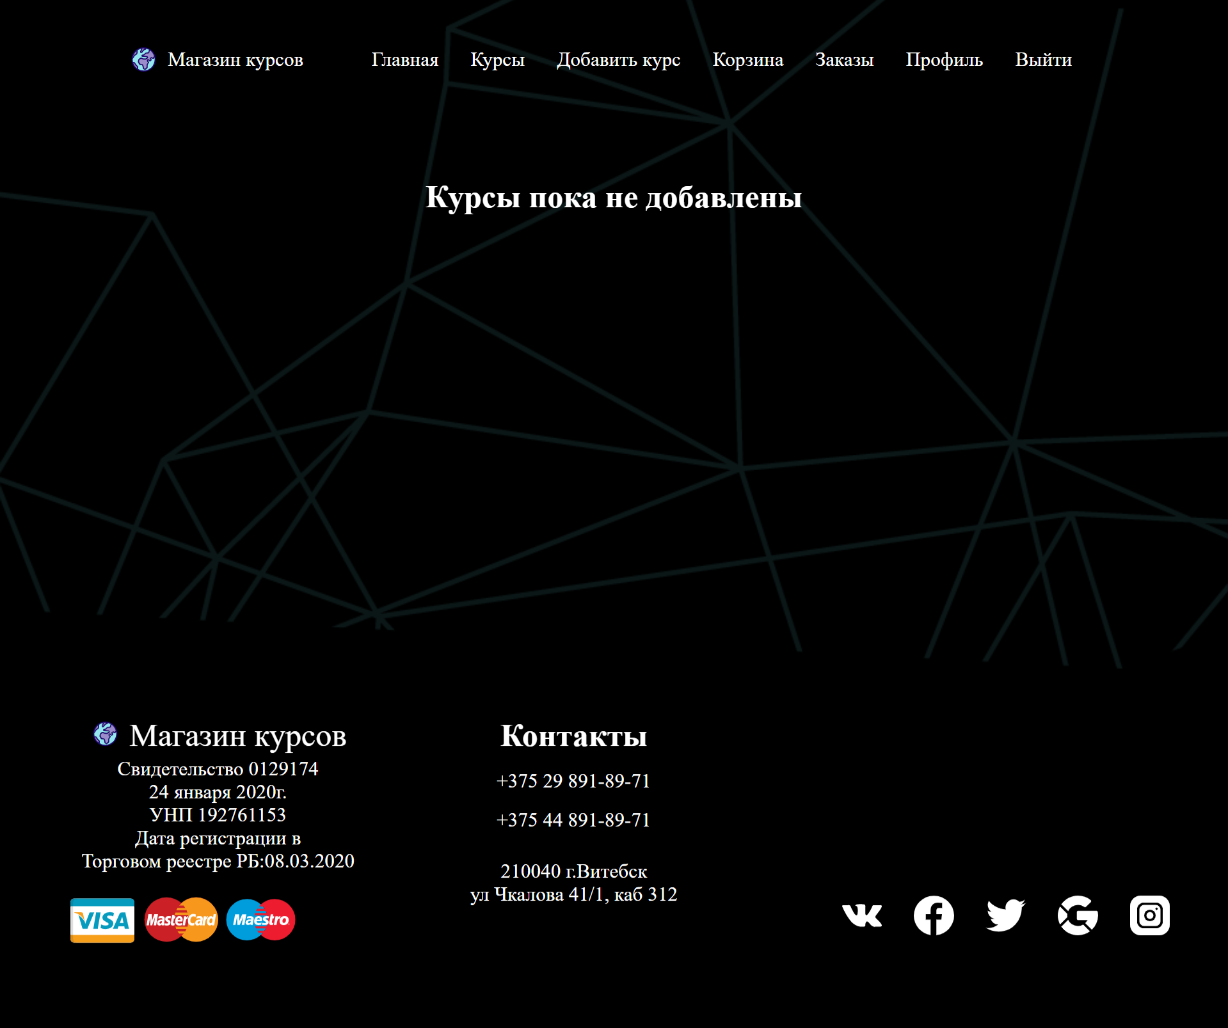 Магазин курсов
Главная
Курсы
Добавить курс
Корзина
Заказы
Профиль
Выйти
Курсы пока не добавлены
Магазин курсов
Свидетельство 0129174
24 января 2020г.
УНП 192761153
Дата регистрации в
Торговом реестре РБ:08.03.2020
VISA
MasterCard
Maestro
Контакты
+375 29 891-89-71
+375 44 891-89-71
210040 г.Витебск
ул Чкалова 41/1, каб 312